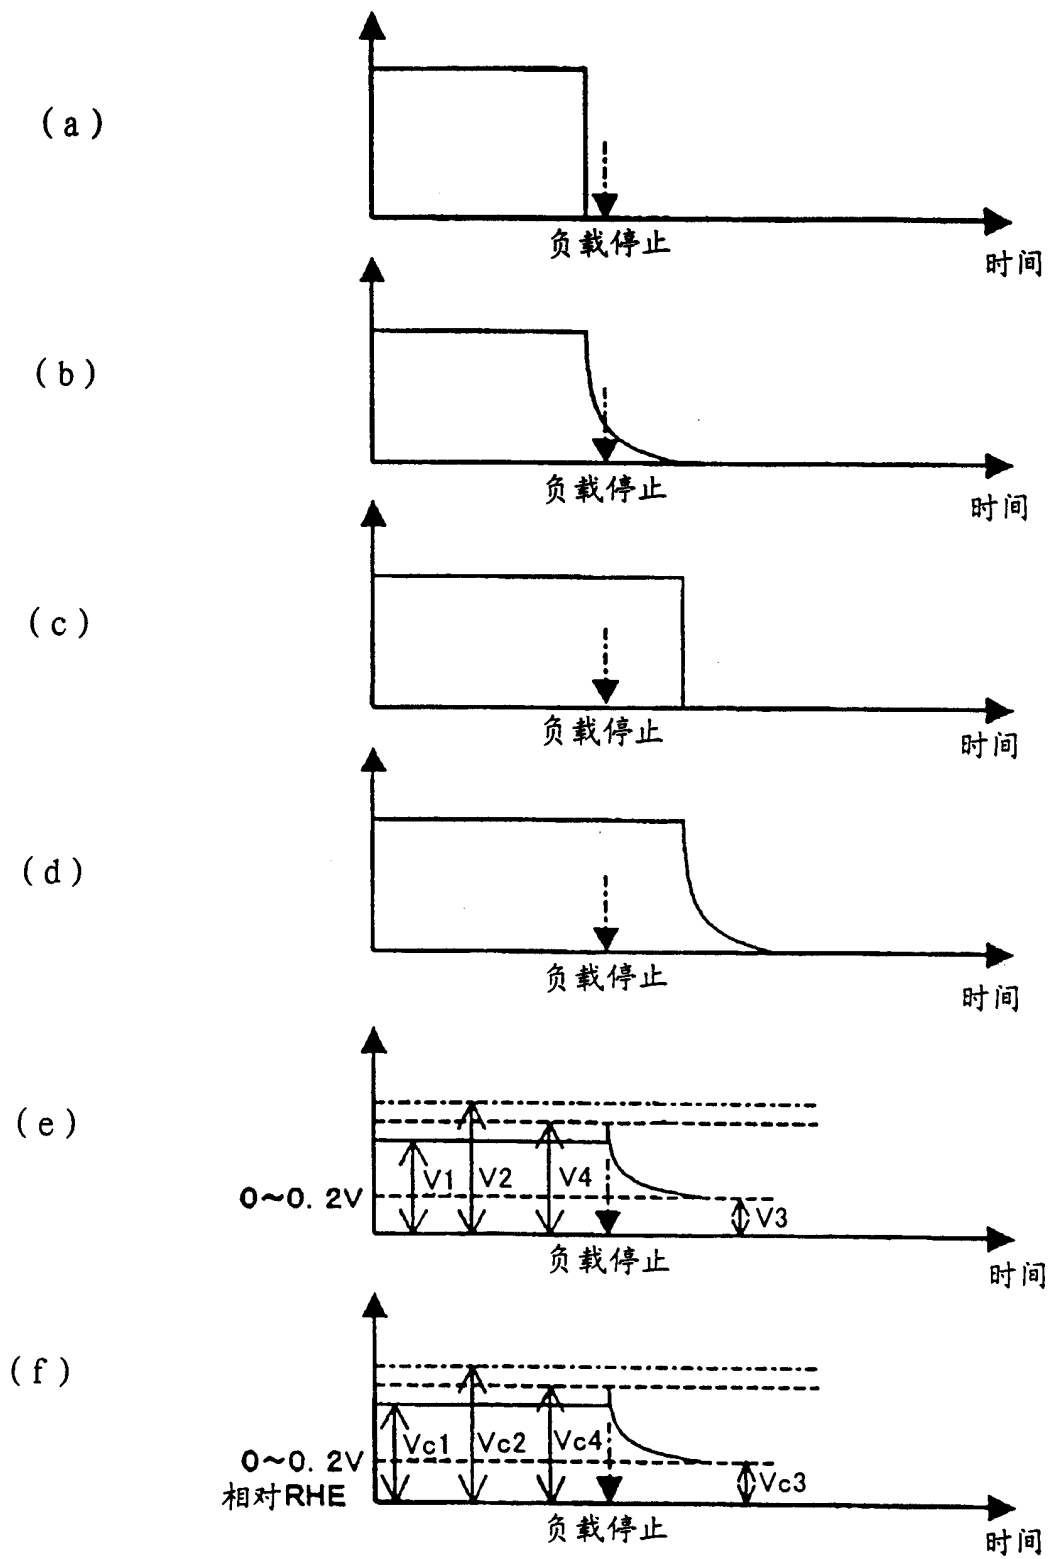 (a)
负载停止
时间
(b)
负载停止
时间
(c)
负载停止
时间
(d)
负载停止
时间
(e)
V1
V2
V4
0~0.2V
V3
负载停止
时间
(f)
Vc1
Vc2
Vc4
0~0.2V
Vc3
相对RHE
负载停止
时间